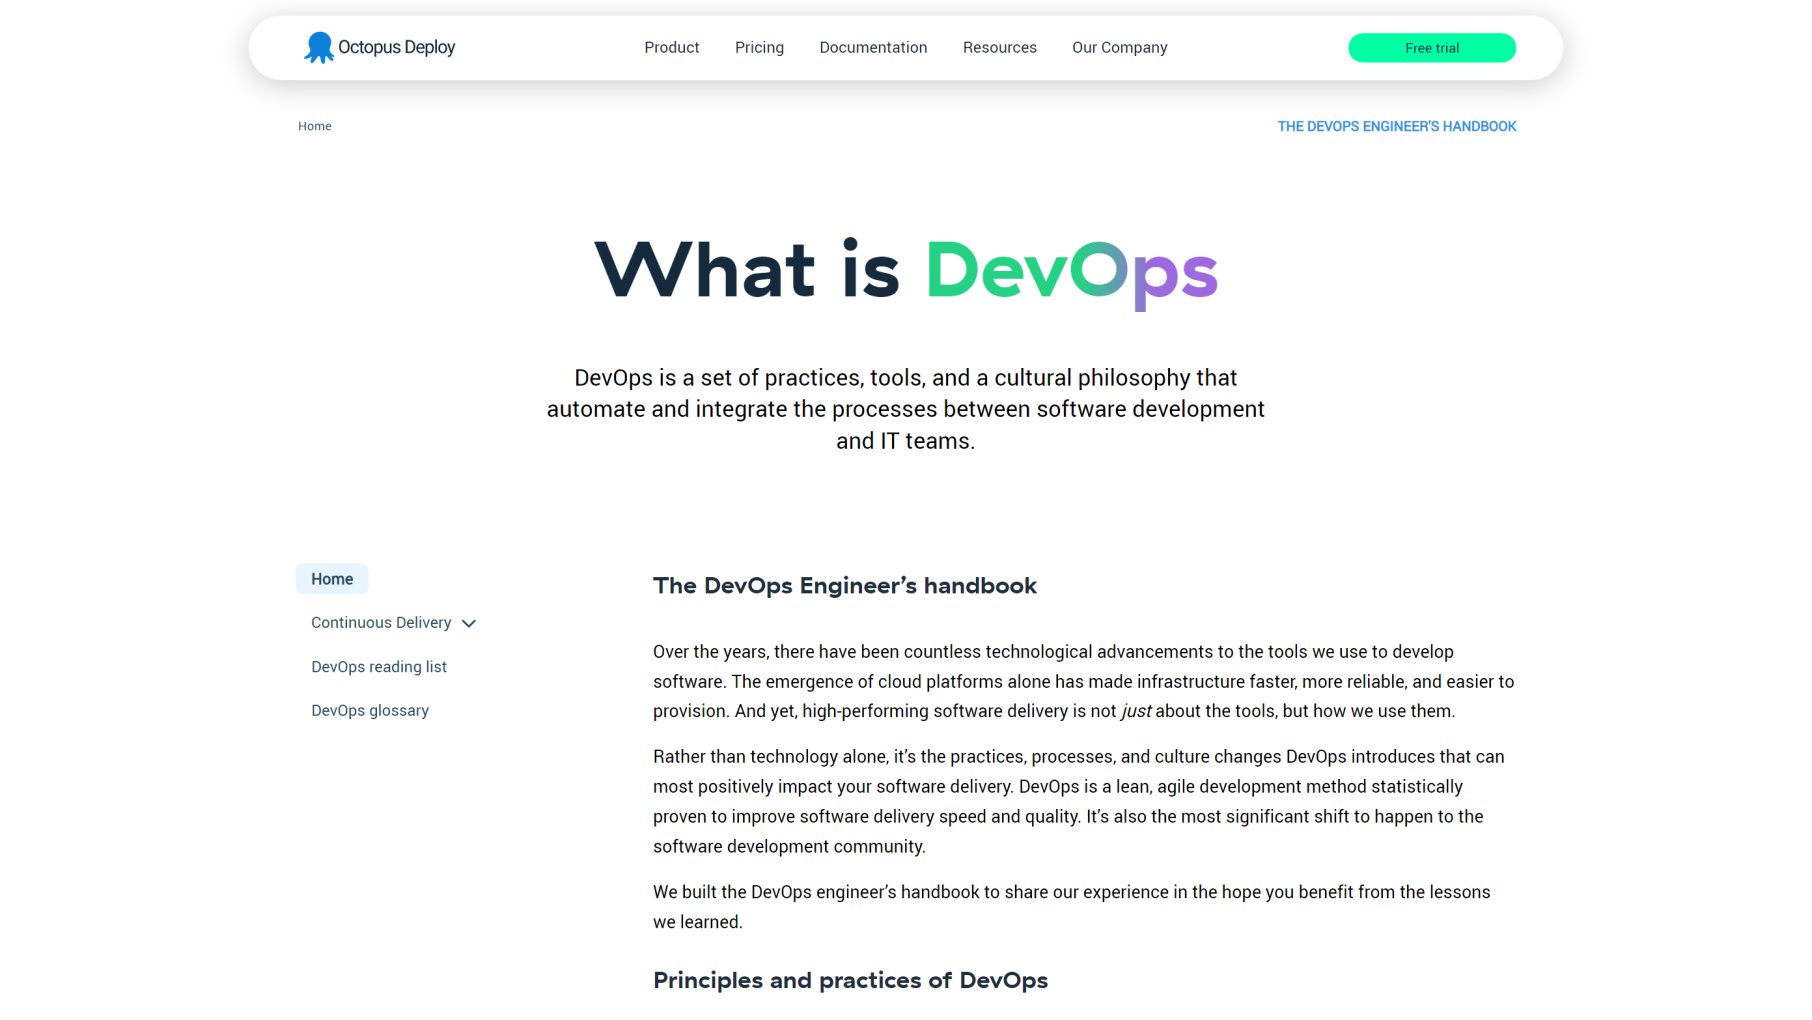 Octopus Deploy
Product
Pricing
Documentation
Resources
Our Company
Free trial
Home
THE DEVOPS ENGINEER'S HANDBOOK
What is DevOps
DevOps is a set of practices, tools, and a cultural philosophy that
automate and integrate the processes between software development
and IT teams.
Home
Continuous Delivery
DevOps reading list
DevOps glossary
The DevOps Engineer’s handbook
Over the years, there have been countless technological advancements to the tools we use to develop
software. The emergence of cloud platforms alone has made infrastructure faster, more reliable, and easier to
provision. And yet, high-performing software delivery is not just about the tools, but how we use them.
Rather than technology alone, it’s the practices, processes, and culture changes DevOps introduces that can
most positively impact your software delivery. DevOps is a lean, agile development method statistically
proven to improve software delivery speed and quality. It’s also the most significant shift to happen to the
software development community.
We built the DevOps engineer’s handbook to share our experience in the hope you benefit from the lessons
we learned.
Principles and practices of DevOps